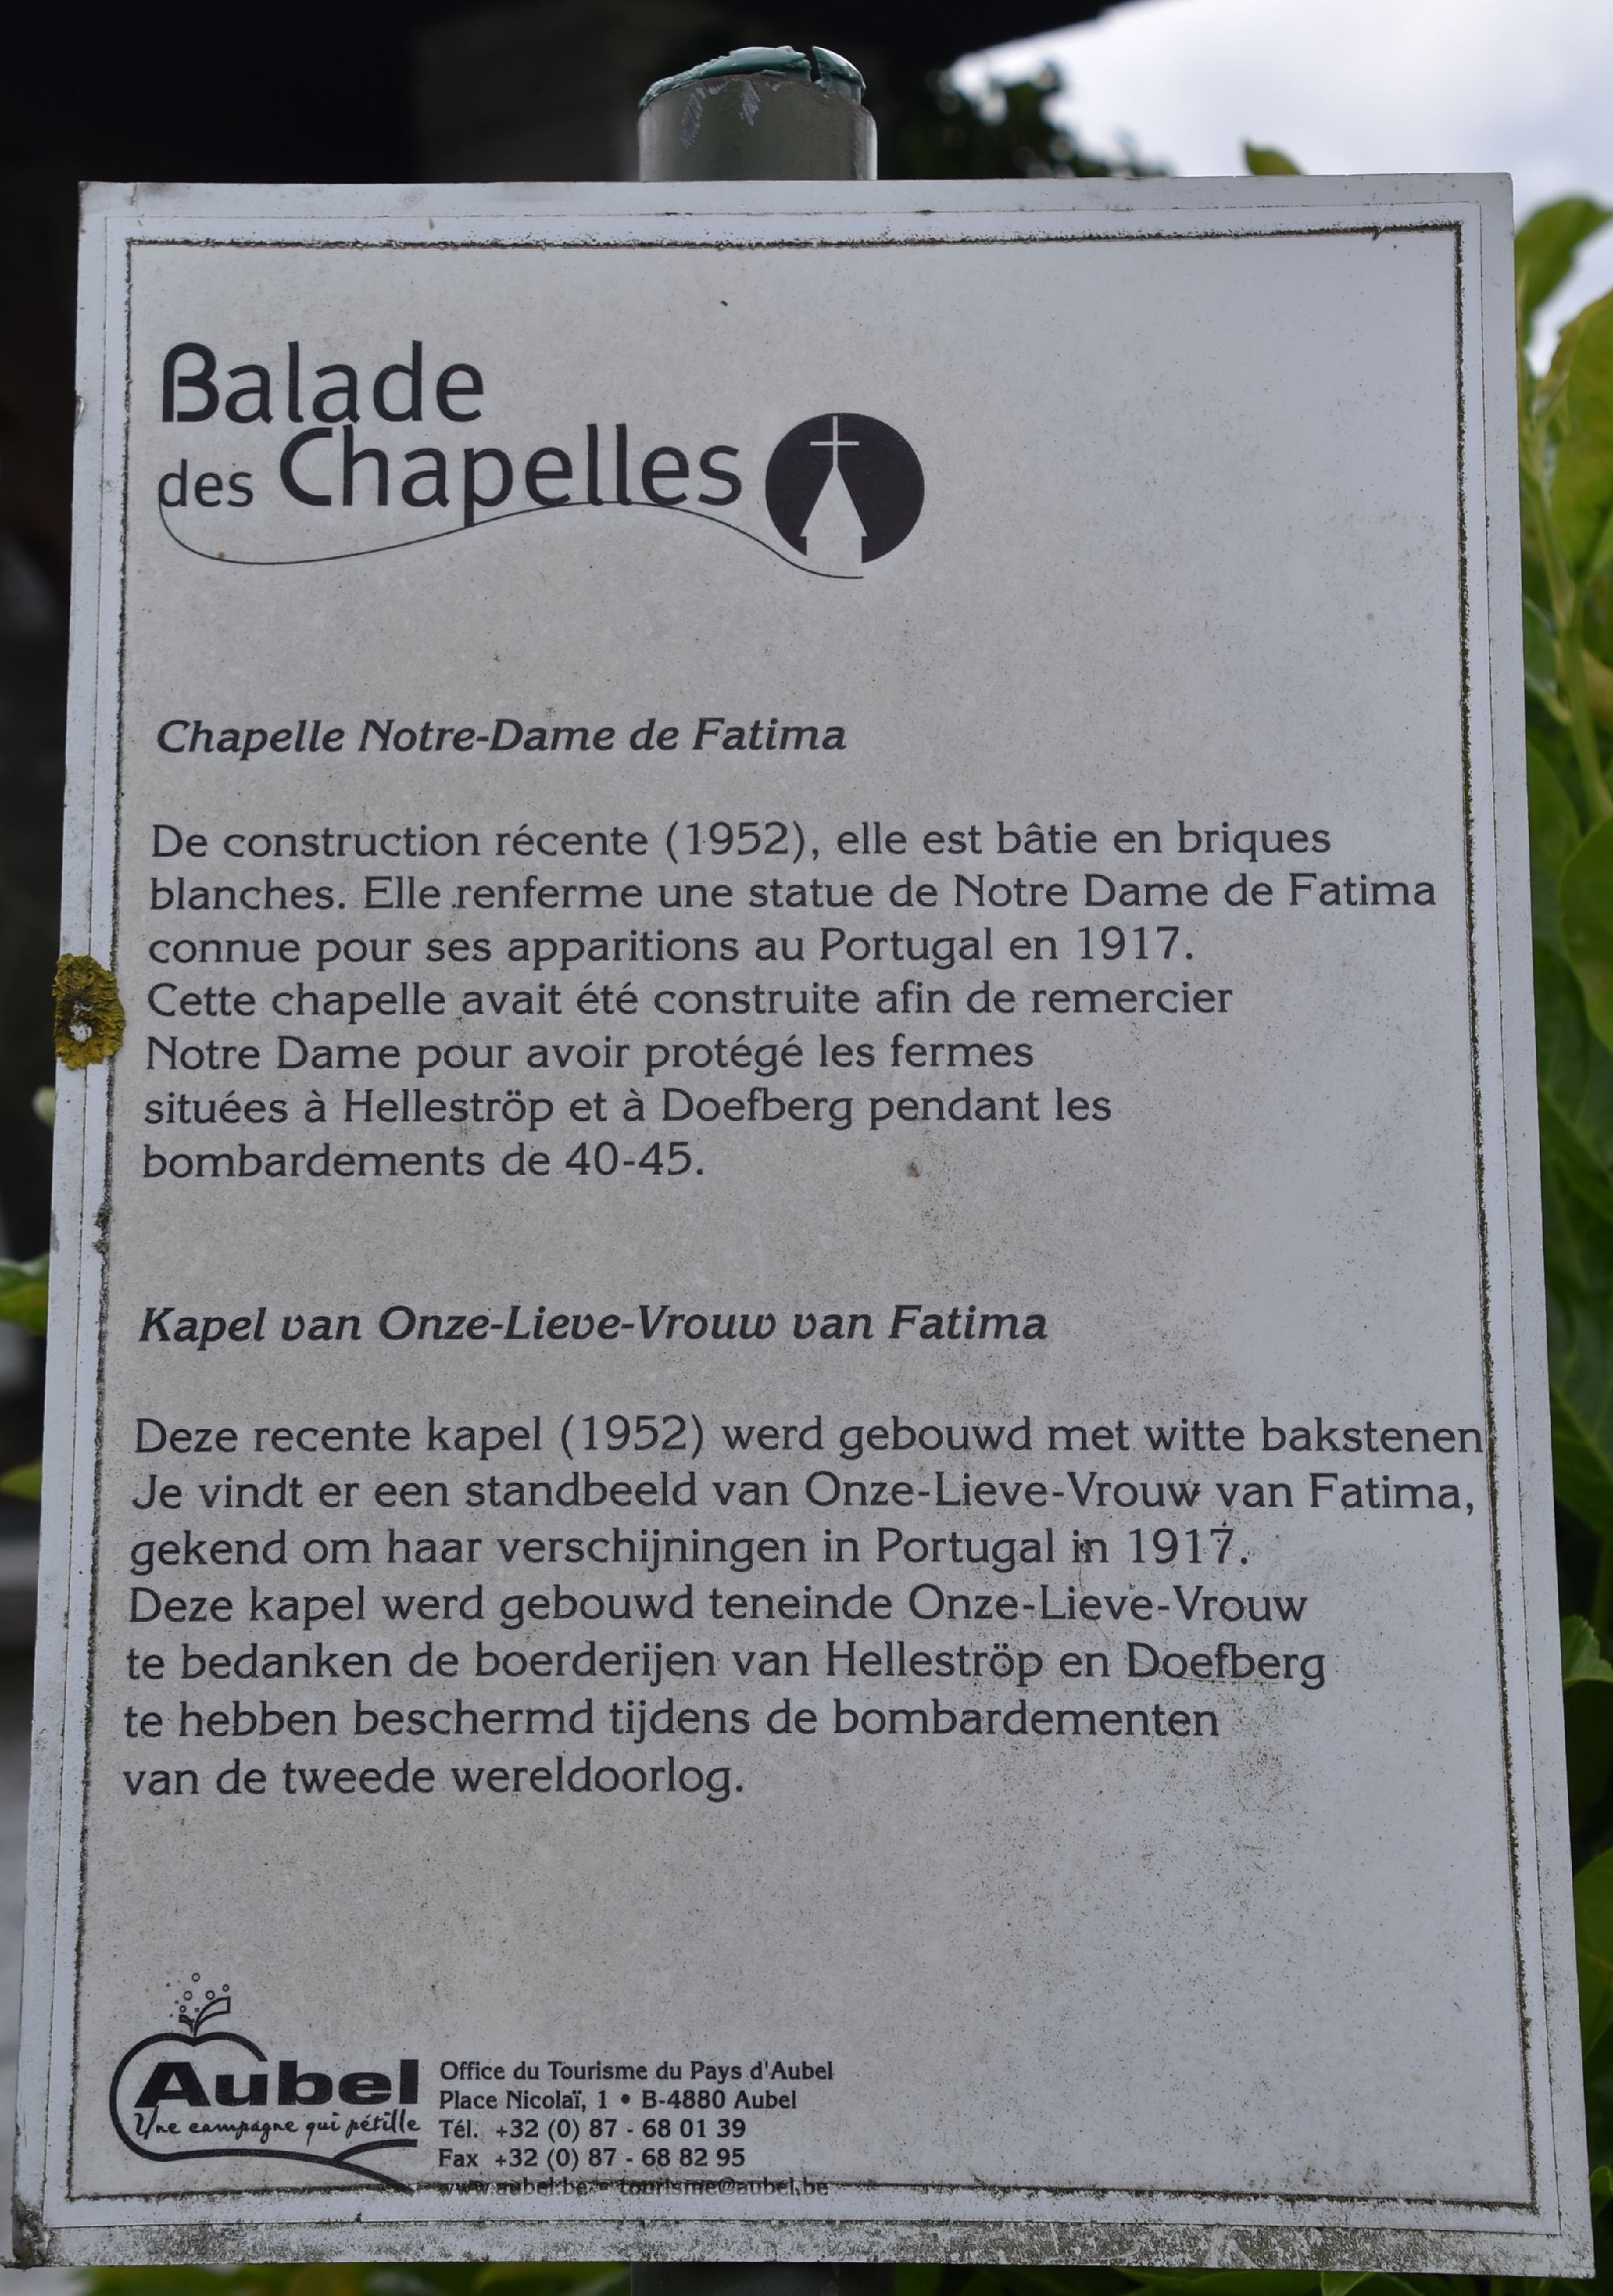 Balade
des Chapelles
Chapelle Notre-Dame de Fatima
De construction récente (1952), elle est bâtie en briques
blanches. Elle renferme une statue de Notre Dame de Fatima
connue pour ses apparitions au Portugal en 1917.
Cette chapelle avait été construite afin de remercier
Notre Dame pour avoir protégé les fermes
situées à Helleströp et à Doefberg pendant les
bombardements de 40-45.
Kapel van Onze-Lieve-Vrouw van Fatima
Deze recente kapel (1952) werd gebouwd met witte bakstenen
Je vindt er een standbeeld van Onze-Lieve-Vrouw van Fatima,
gekend om haar verschijningen in Portugal in 1917.
Deze kapel werd gebouwd teneinde Onze-Lieve-Vrouw
te bedanken de boerderijen van Helleströp en Doefberg
te hebben beschermd tijdens de bombardementen
van de tweede wereldoorlog.
Aubel
Une campagne qui pétille
Office du Tourisme du Pays d'Aubel
Place Nicolaï, 1 • B-4880 Aubel
Tél. +32 (0) 87 - 68 01 39
Fax +32 (0) 87 - 68 82 95
www.aubel.be • tourisme@aubel.be